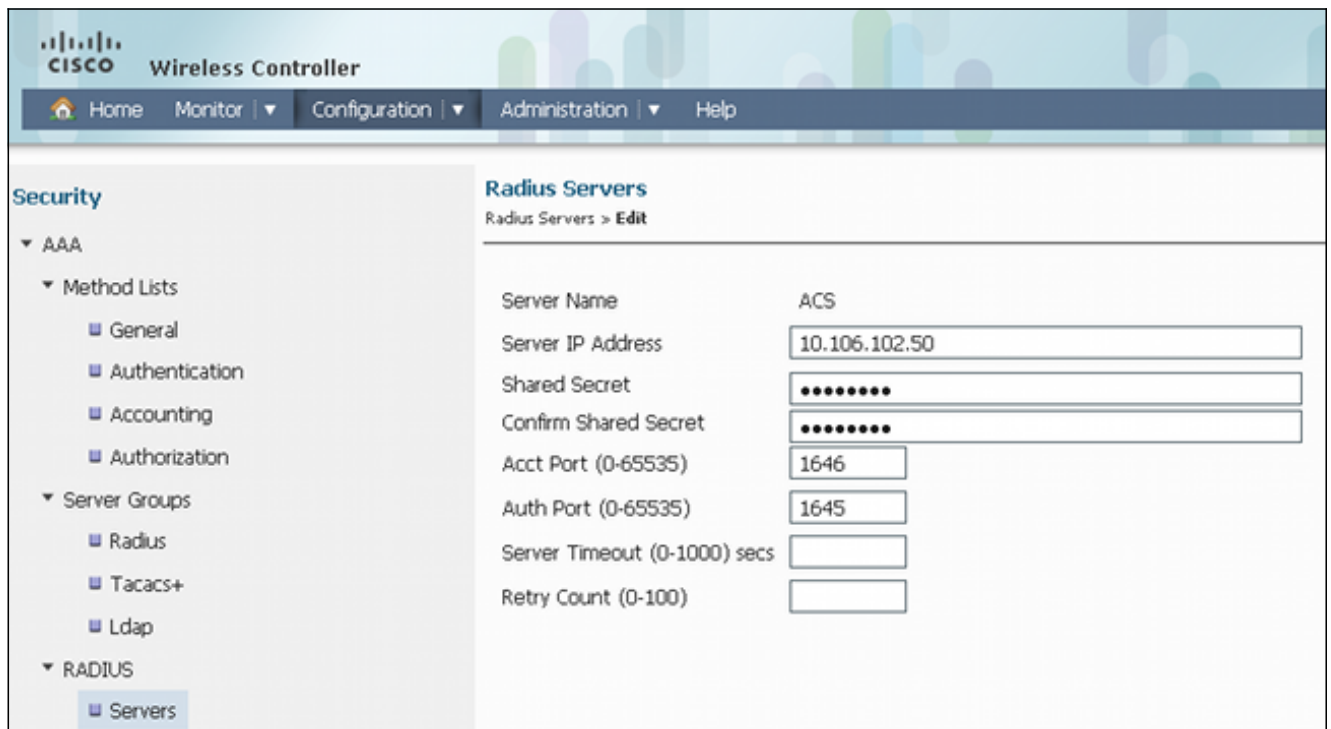 CISCO Wireless Controller
Home Monitor Configuration Administration Help
Security
AAA
Method Lists
General
Authentication
Accounting
Authorization
Server Groups
Radius
Tacacs+
Ldap
RADIUS
Servers
Radius Servers
Radius Servers > Edit
Server Name ACS
Server IP Address 10.106.102.50
Shared Secret ••••••••
Confirm Shared Secret ••••••••
Acct Port (0-65535) 1646
Auth Port (0-65535) 1645
Server Timeout (0-1000) secs
Retry Count (0-100)